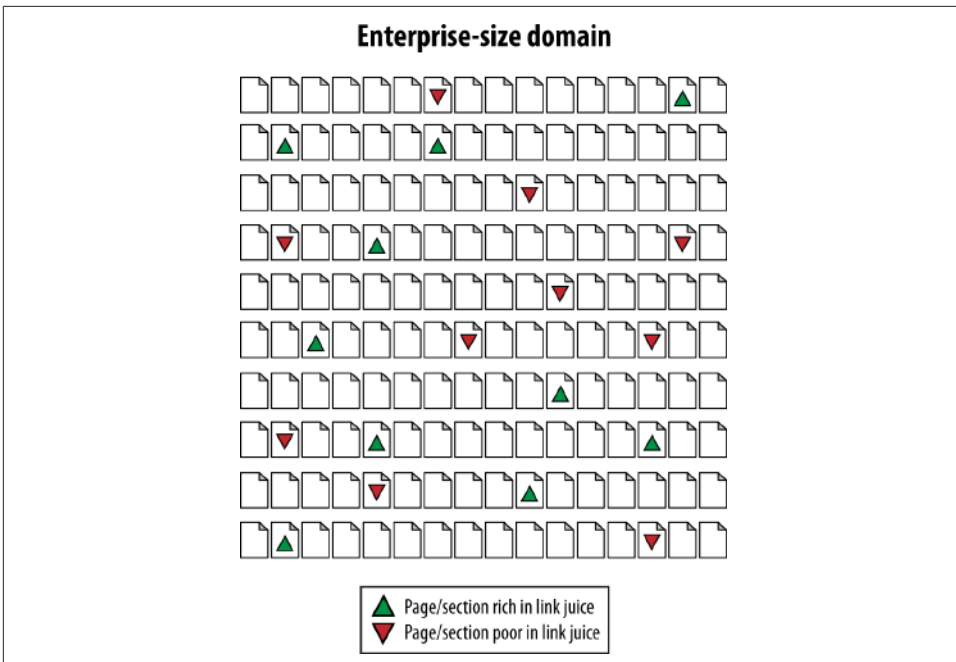 Enterprise-size domain
Page/section rich in link juice
Page/section poor in link juice